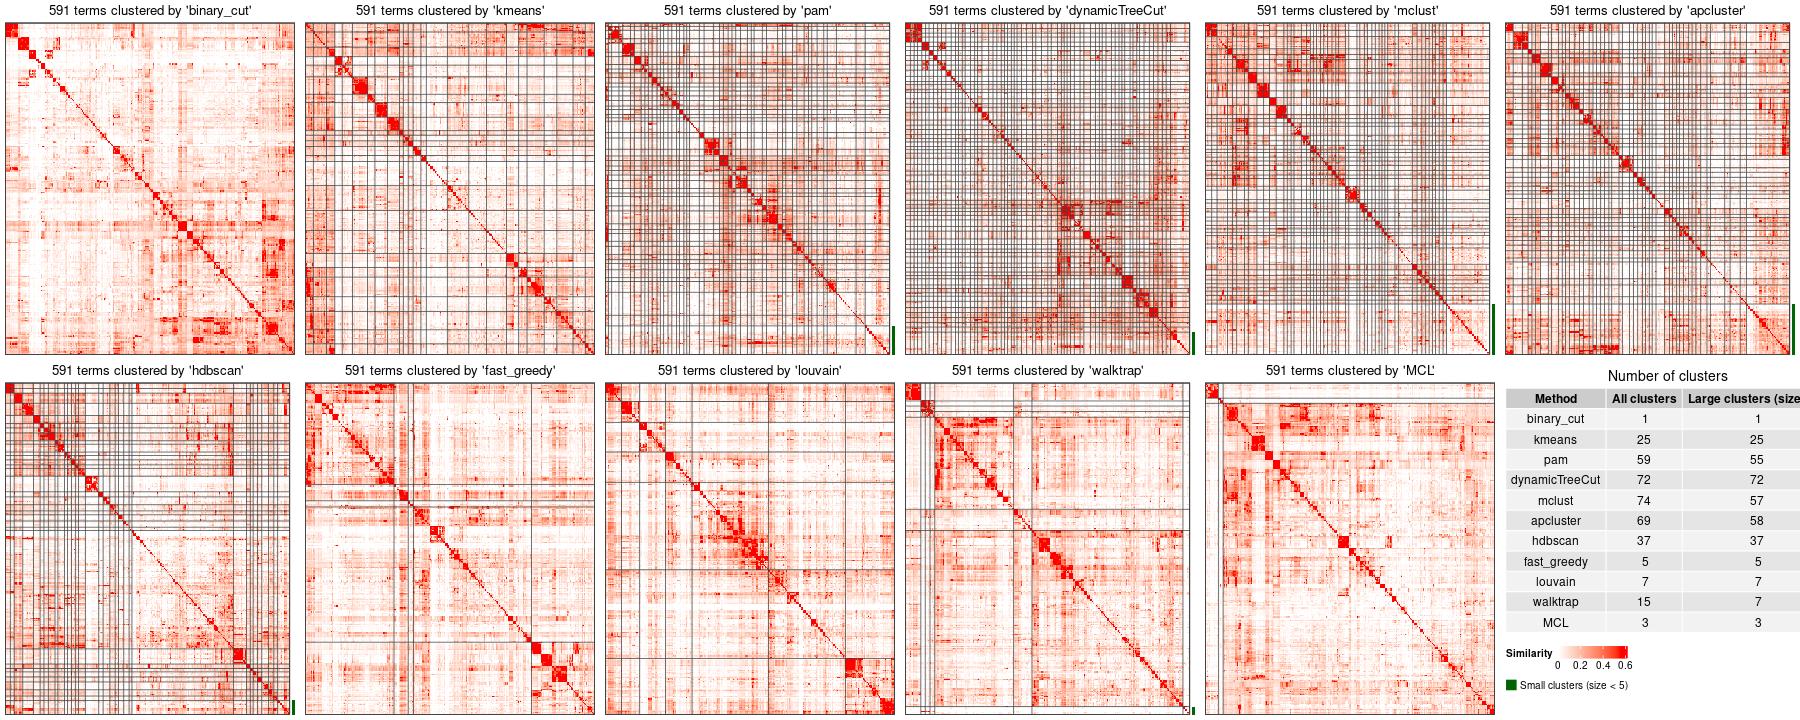 591 terms clustered by 'binary_cut'
591 terms clustered by 'kmeans'
591 terms clustered by 'pam'
591 terms clustered by 'dynamicTreeCut'
591 terms clustered by 'mclust'
591 terms clustered by 'apcluster'
591 terms clustered by 'hdbscan'
591 terms clustered by 'fast_greedy'
591 terms clustered by 'louvain'
591 terms clustered by 'walktrap'
591 terms clustered by 'MCL'
Number of clusters
Method All clusters Large clusters (size
binary_cut 1 1
kmeans 25 25
pam 59 55
dynamicTreeCut 72 72
mclust 74 57
apcluster 69 58
hdbscan 37 37
fast_greedy 5 5
louvain 7 7
walktrap 15 7
MCL 3 3
Similarity
0 0.2 0.4 0.6
Small clusters (size < 5)